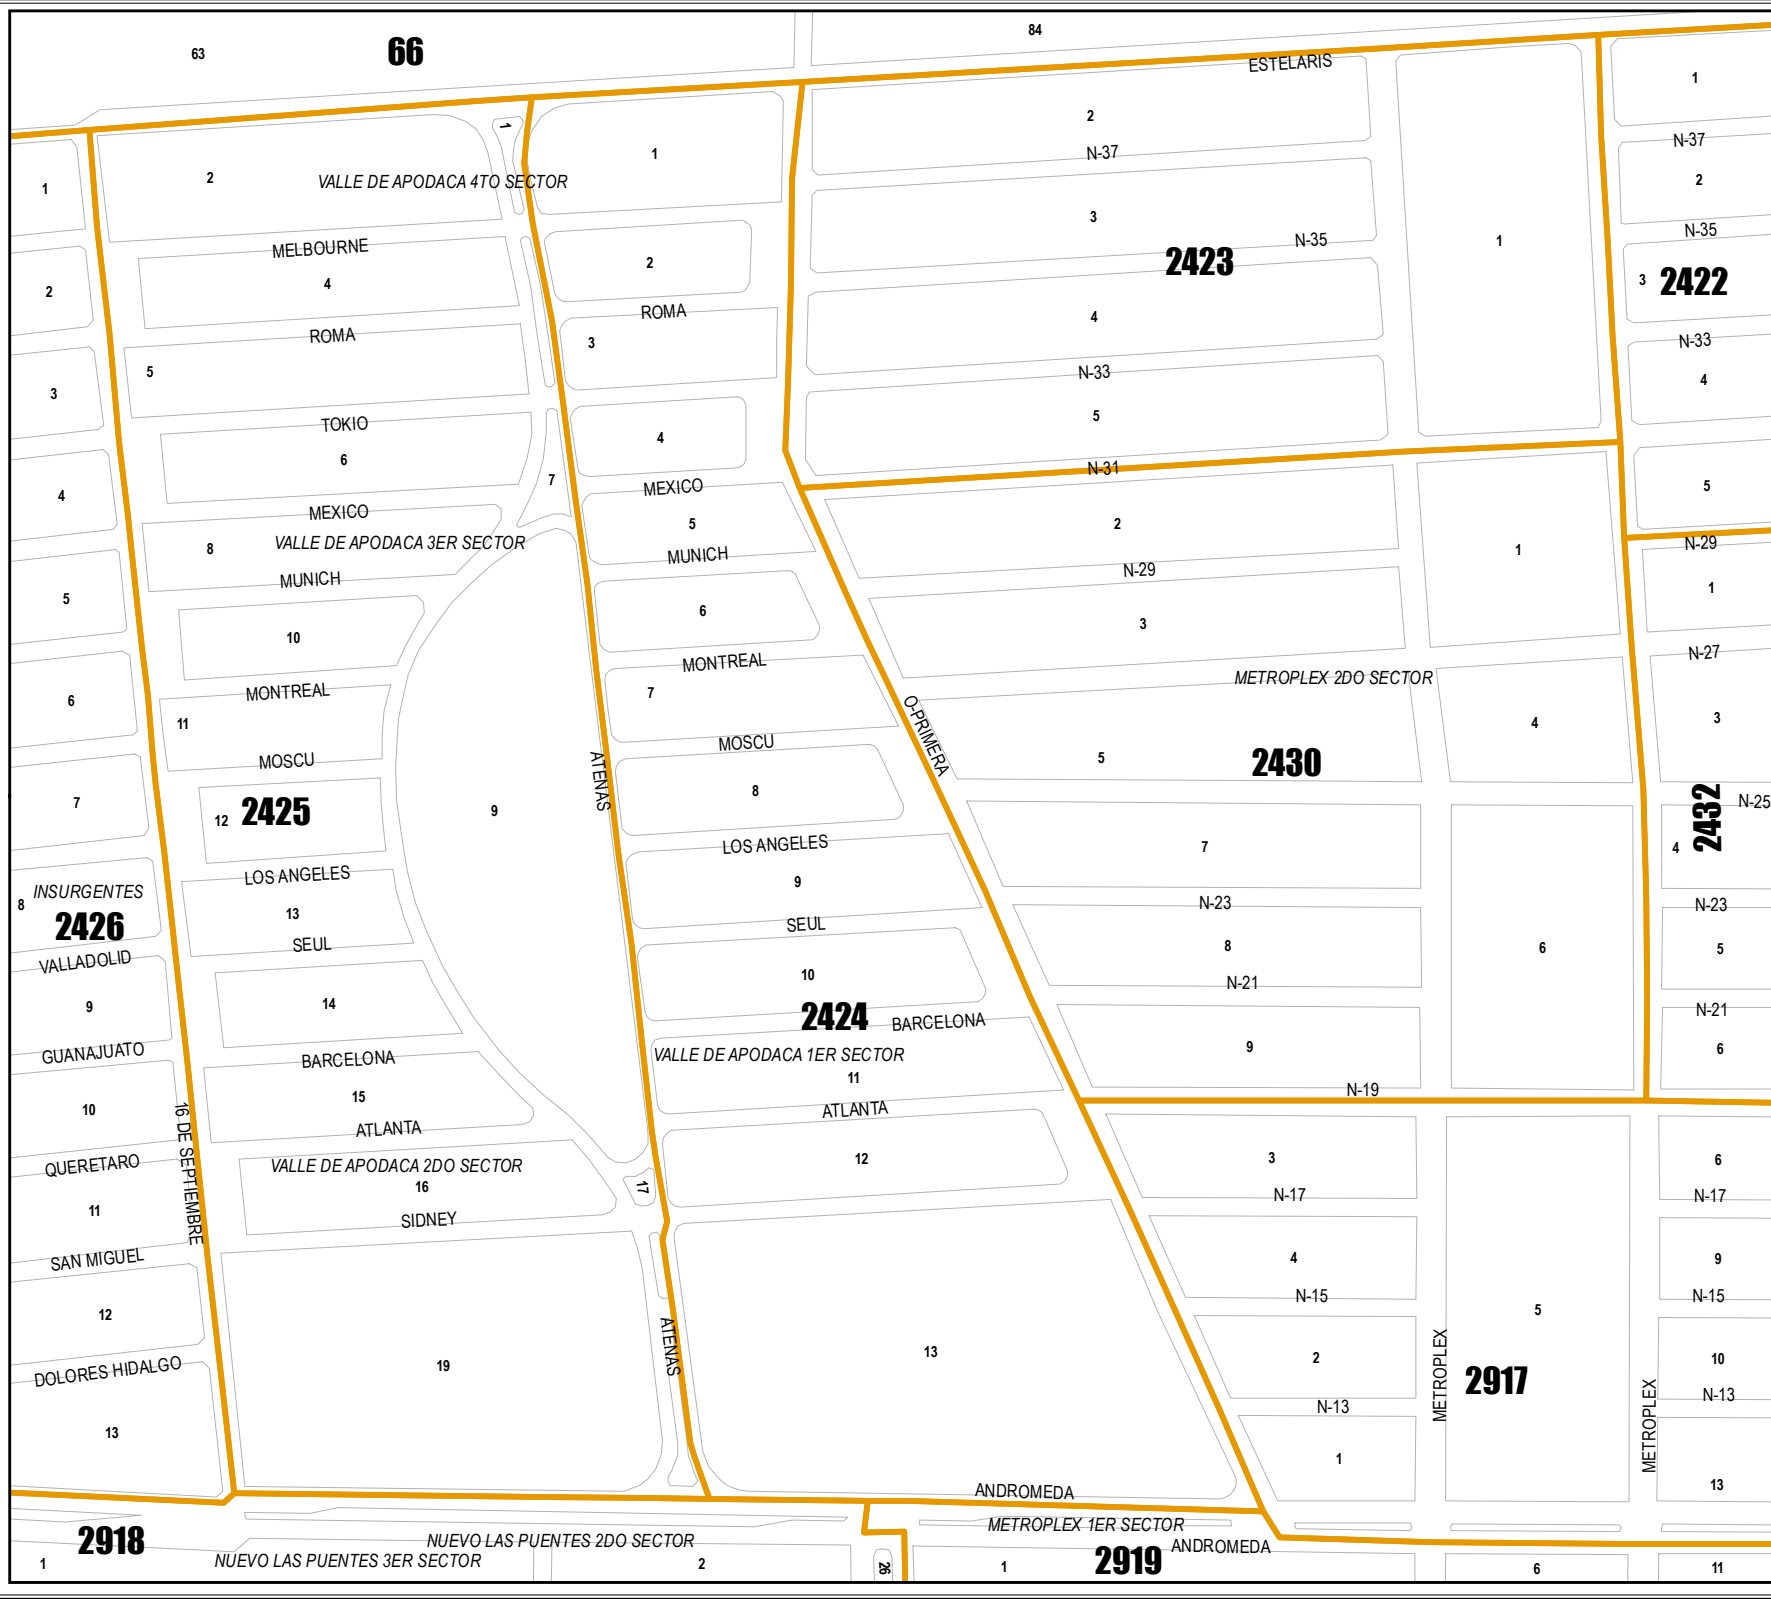 63
66
84
ESTELARIS
1
2
VALLE DE APODACA 4TO SECTOR
1
1
2
N-37
1
1
N-37
2
MELBOURNE
4
2
3
N-35
2423
1
2
N-35
3
2422
2
ROMA
5
ROMA
3
4
N-33
N-33
4
3
TOKIO
6
7
4
5
N-31
5
4
MEXICO
8
VALLE DE APODACA 3ER SECTOR
MUNICH
MEXICO
5
MUNICH
2
N-29
1
N-29
1
5
10
6
3
N-27
6
MONTREAL
11
MOSCU
MONTREAL
7
MOSCU
METROPLEX 2DO SECTOR
O-PRIMERA
5
2430
4
3
7
12
2425
9
ATENAS
8
7
N-25
2432
4
INSURGENTES
8
2426
LOS ANGELES
13
SEUL
LOS ANGELES
9
SEUL
N-23
8
N-21
6
N-23
5
N-21
VALLADOLID
9
14
10
2424
BARCELONA
9
6
GUANAJUATO
BARCELONA
VALLE DE APODACA 1ER SECTOR
11
N-19
10
16 DE SEPTIEMBRE
15
ATLANTA
ATLANTA
12
QUERETARO
VALLE DE APODACA 2DO SECTOR
16
17
3
N-17
6
N-17
11
SIDNEY
SAN MIGUEL
4
N-15
5
9
N-15
12
DOLORES HIDALGO
19
ATENAS
13
2
N-13
METROPLEX
2917
METROPLEX
10
N-13
13
1
13
ANDROMEDA
METROPLEX 1ER SECTOR
2918
NUEVO LAS PUENTES 2DO SECTOR
ANDROMEDA
1
NUEVO LAS PUENTES 3ER SECTOR
2
26
1
2919
6
11